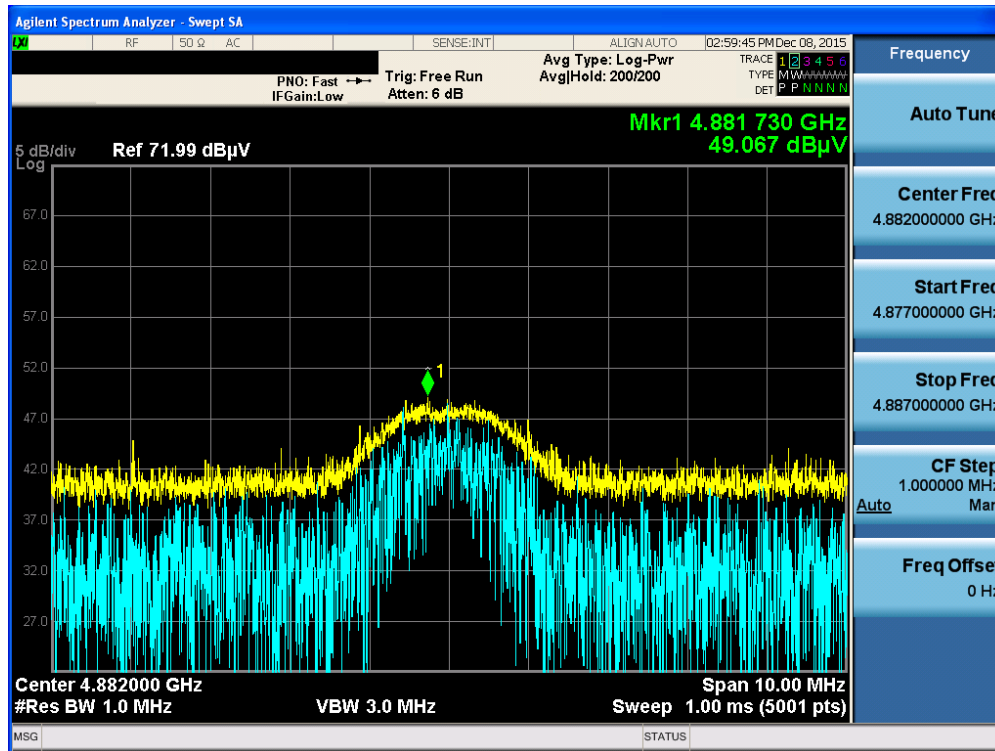 Agilent Spectrum Analyzer - Swept SA
LXI RF 50 Ω AC SENSE:INT ALIGN AUTO 02:59:45 PM Dec 08, 2015
PNO: Fast
IFGain:Low
Trig: Free Run
Atten: 6 dB
Avg Type: Log-Pwr
Avg|Hold: 200/200
TRACE 1 2 3 4 5 6
TYPE M W
DET P P N N N N
Mkr1 4.881 730 GHz
49.067 dBµV
5 dB/div Ref 71.99 dBµV
Log
67.0
62.0
57.0
52.0
47.0
42.0
37.0
32.0
27.0
1
Center 4.882000 GHz Span 10.00 MHz
#Res BW 1.0 MHz VBW 3.0 MHz Sweep 1.00 ms (5001 pts)
MSG STATUS
Frequency
Auto Tune
Center Freq
4.882000000 GHz
Start Freq
4.877000000 GHz
Stop Freq
4.887000000 GHz
CF Step
1.000000 MHz
Auto Man
Freq Offset
0 Hz